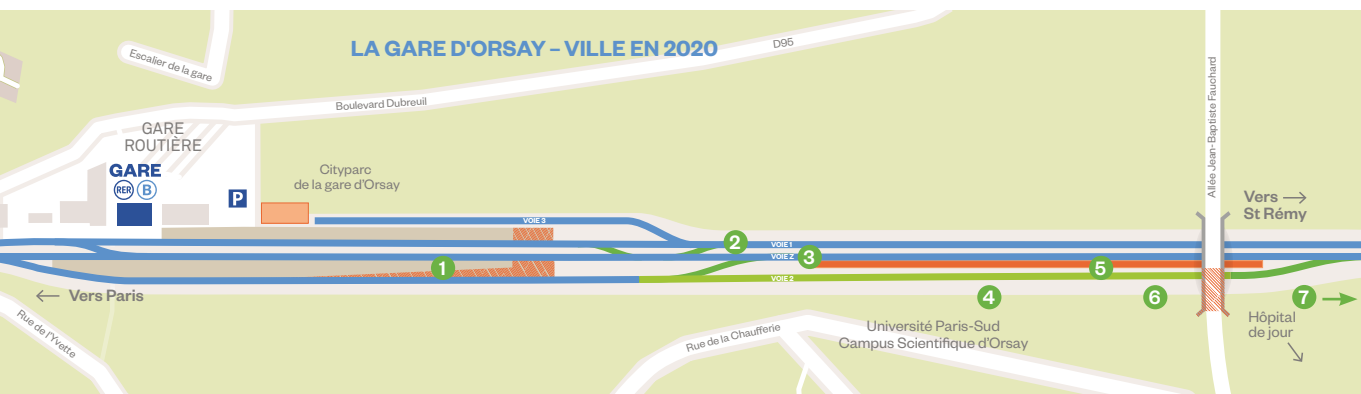 LA GARE D'ORSAY – VILLE EN 2020
D95
Escalier de la gare
Boulevard Dubreuil
Allée Jean-Baptiste Fauchard
GARE
ROUTIÈRE
GARE
RER B
P
Cityparc
de la gare d'Orsay
Vers →
St Rémy
VOIE 3
VOIE 1
VOIE Z
VOIE 2
1
2
3
4
5
6
7
← Vers Paris
Rue de l'Yvette
Rue de la Chaufferie
Université Paris-Sud
Campus Scientifique d'Orsay
Hôpital
de jour